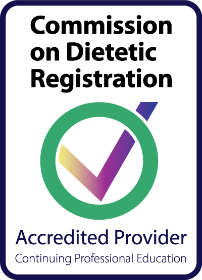 Commission
on Dietetic
Registration
Accredited Provider
Continuing Professional Education